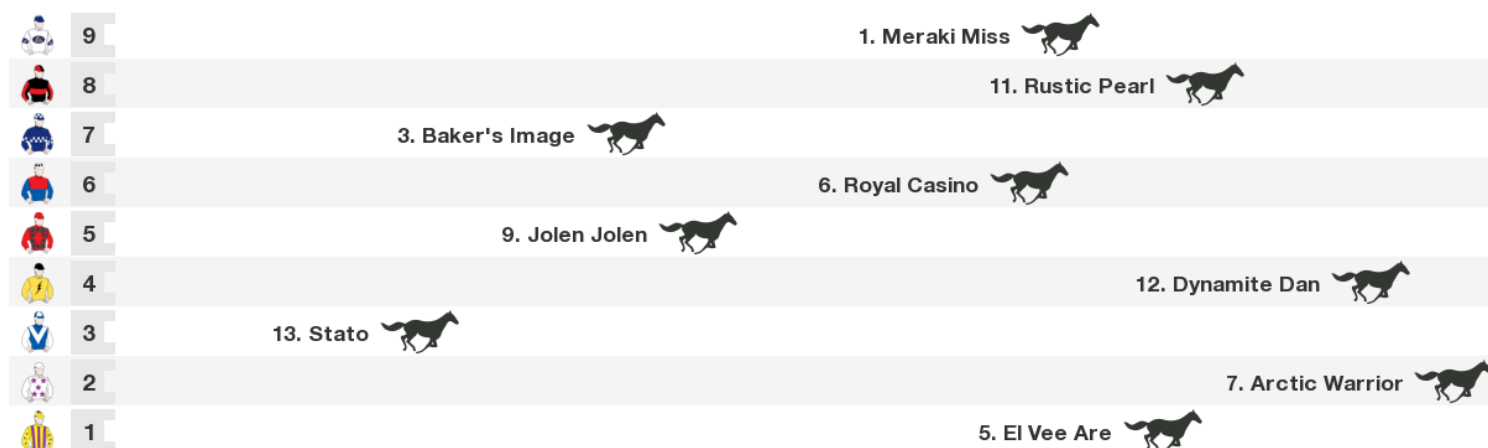 9 1. Meraki Miss
8 11. Rustic Pearl
7 3. Baker's Image
6 6. Royal Casino
5 9. Jolen Jolen
4 12. Dynamite Dan
3 13. Stato
2 7. Arctic Warrior
1 5. El Vee Are